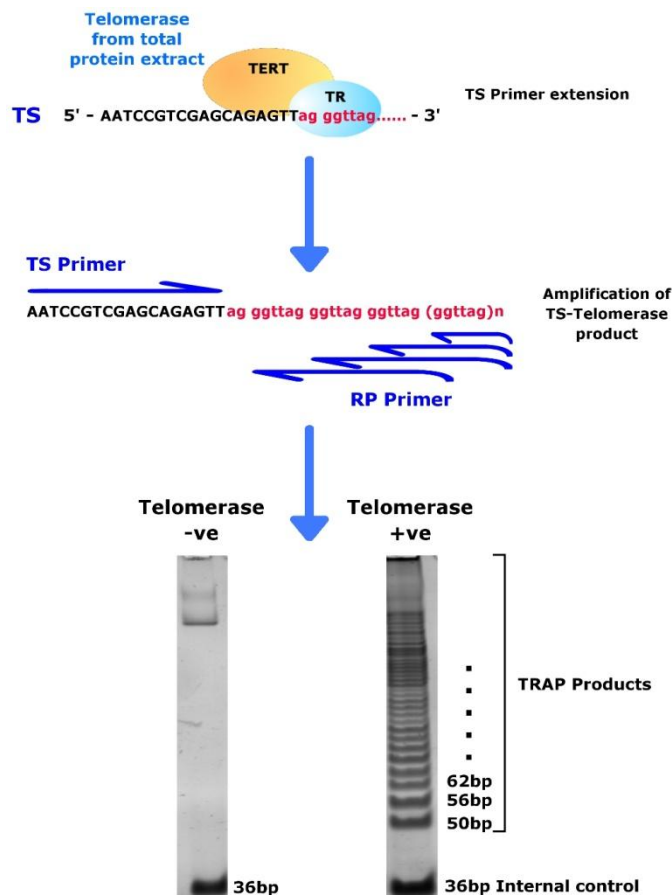 Telomerase
from total
protein extract
TERT
TR
TS Primer extension
TS 5' - AATCCGTCGAGCAGAGTTag ggttag...... - 3'
TS Primer
AATCCGTCGAGCAGAGTTag ggttag ggttag ggttag (ggttag)n
Amplification of
TS-Telomerase
product
RP Primer
Telomerase
-ve
Telomerase
+ve
TRAP Products
62bp
56bp
50bp
36bp
36bp Internal control